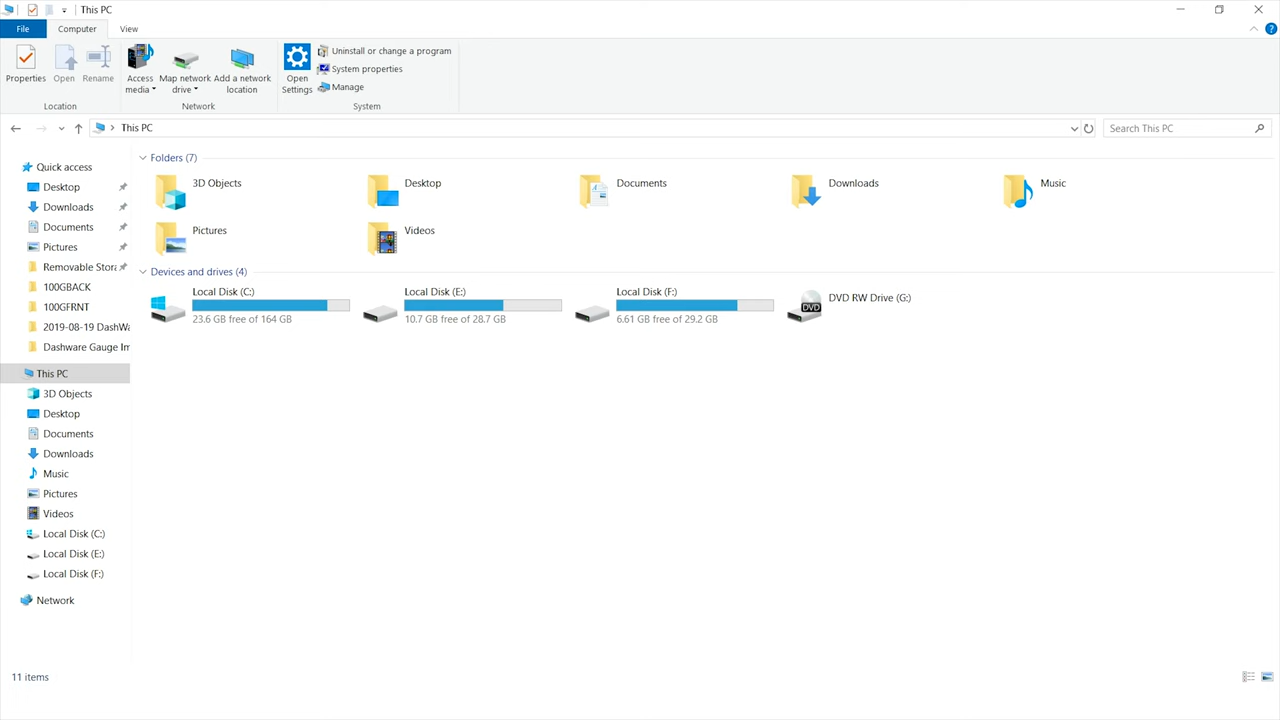 This PC
File
Computer
View
Properties
Open
Rename
Access
media
Map network
drive
Add a network
location
Open
Settings
Uninstall or change a program
System properties
Manage
Location
Network
System
This PC
Search This PC
Quick access
Desktop
Downloads
Documents
Pictures
Removable Stora
100GBACK
100GFRNT
2019-08-19 DashWa
Dashware Gauge Im
This PC
3D Objects
Desktop
Documents
Downloads
Music
Pictures
Videos
Local Disk (C:)
Local Disk (E:)
Local Disk (F:)
Network
Folders (7)
3D Objects
Desktop
Documents
Downloads
Music
Pictures
Videos
Devices and drives (4)
Local Disk (C:)
23.6 GB free of 164 GB
Local Disk (E:)
10.7 GB free of 28.7 GB
Local Disk (F:)
6.61 GB free of 29.2 GB
DVD
DVD RW Drive (G:)
11 items